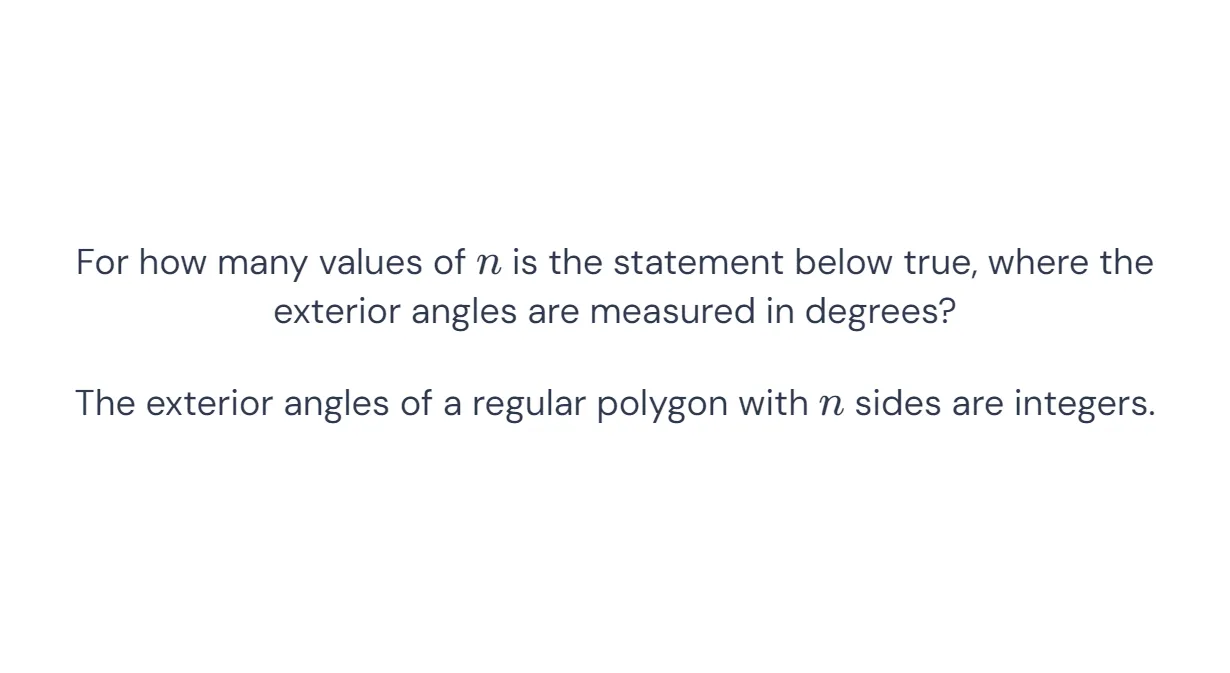 For how many values of n is the statement below true, where the
exterior angles are measured in degrees?
The exterior angles of a regular polygon with n sides are integers.